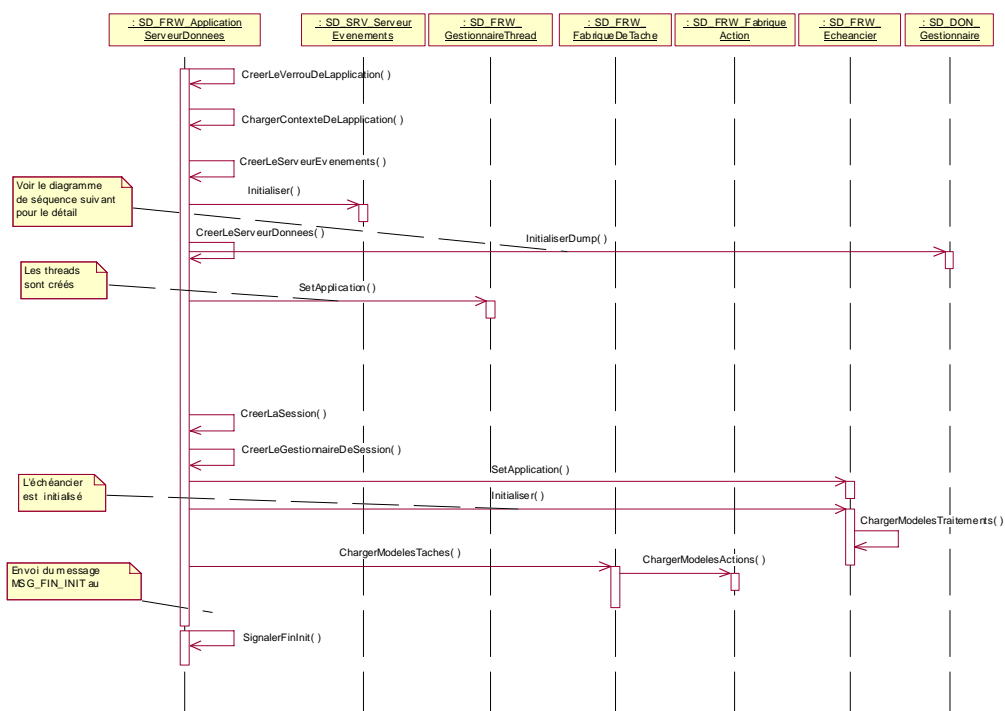 : SD_FRW_Application
ServeurDonnees
: SD_SRV_Serveur
Evenements
: SD_FRW_
GestionnaireThread
: SD_FRW_
FabriqueDeTache
: SD_FRW_Fabrique
Action
: SD_FRW_
Echeancier
: SD_DON_
Gestionnaire
CreerLeVerrouDeLapplication( )
ChargerContexteDeLapplication( )
CreerLeServeurEvenements( )
Voir le diagramme
de séquence suivant
pour le détail
Initialiser( )
CreerLeServeurDonnees( )
InitialiserDump( )
Les threads
sont créés
SetApplication( )
CreerLaSession( )
CreerLeGestionnaireDeSession( )
SetApplication( )
L'échéancier
est initialisé
Initialiser( )
ChargerModelesTraitements( )
ChargerModelesTaches( )
ChargerModelesActions( )
Envoi du message
MSG_FIN_INIT au
SignalerFinInit( )